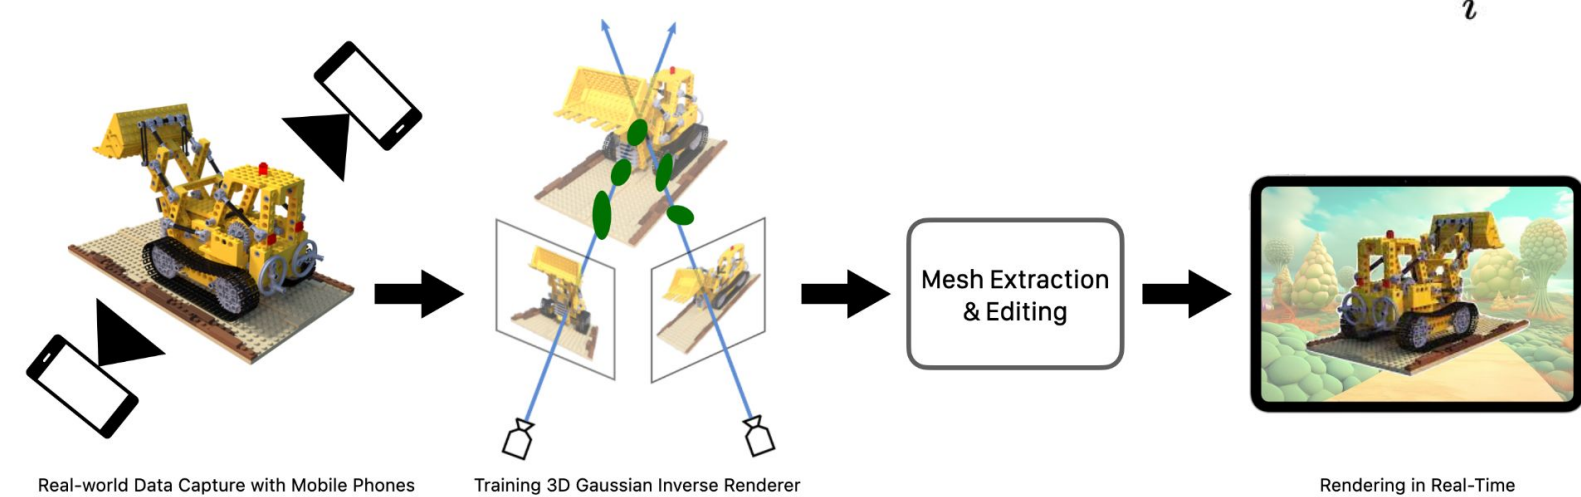 i
Mesh Extraction
& Editing
Real-world Data Capture with Mobile Phones
Training 3D Gaussian Inverse Renderer
Rendering in Real-Time